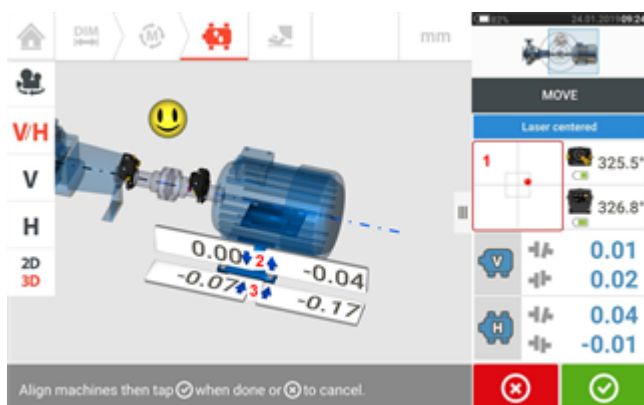 DIM
(M)
mm
82%
24.01.2019 09:24
MOVE
Laser centered
V/H
V
H
2D
3D
1
325.5°
326.8°
0.00
2
-0.04
-0.07
3
-0.17
V
0.01
0.02
H
0.04
-0.01
Align machines then tap when done or to cancel.